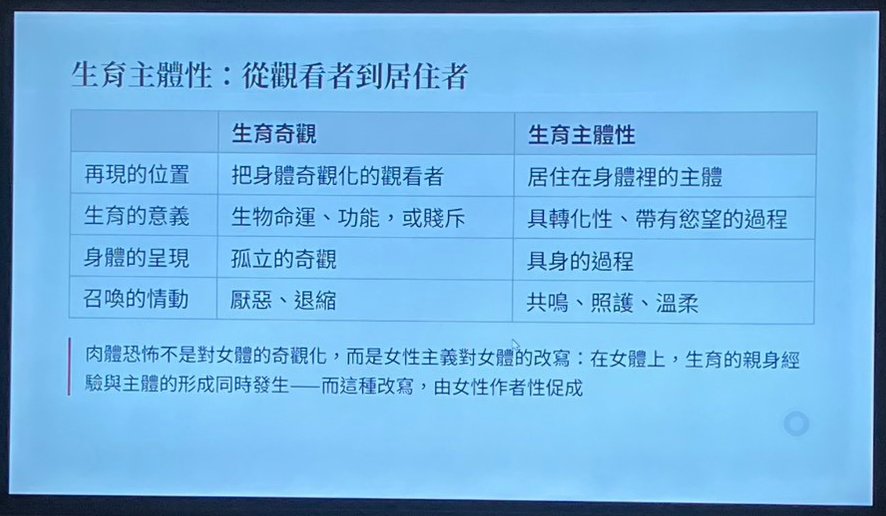 生育主體性：從觀看者到居住者
生育奇觀 生育主體性
再現的位置 把身體奇觀化的觀看者 居住在身體裡的主體
生育的意義 生物命運、功能，或賤斥 具轉化性、帶有慾望的過程
身體的呈現 孤立的奇觀 具身的過程
召喚的情動 厭惡、退縮 共鳴、照護、溫柔
肉體恐怖不是對女體的奇觀化，而是女性主義對女體的改寫：在女體上，生育的親身經
驗與主體的形成同時發生——而這種改寫，由女性作者性促成